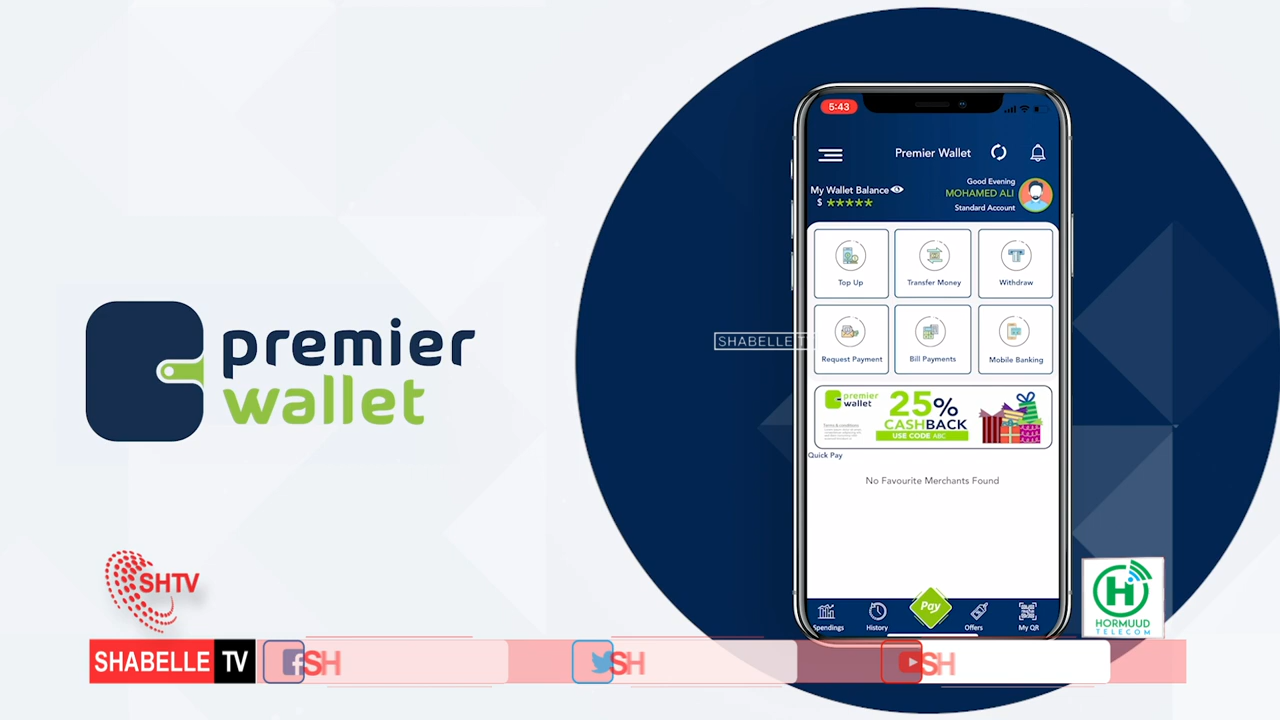 5:43
Premier Wallet
Good Evening
My Wallet Balance
MOHAMED ALI
$ *****
Standard Account
Top Up
Transfer Money
Withdraw
SHABELLE T
Request Payment
Bill Payments
Mobile Banking
premier
wallet
premier
wallet
25%
CASHBACK
USE CODE ABC
Terms & conditions
Quick Pay
No Favourite Merchants Found
SHTV
H
HORMUUD
TELECOM
Pay
Spendings
History
Offers
My QR
SHABELLE TV
f SH
SH
SH